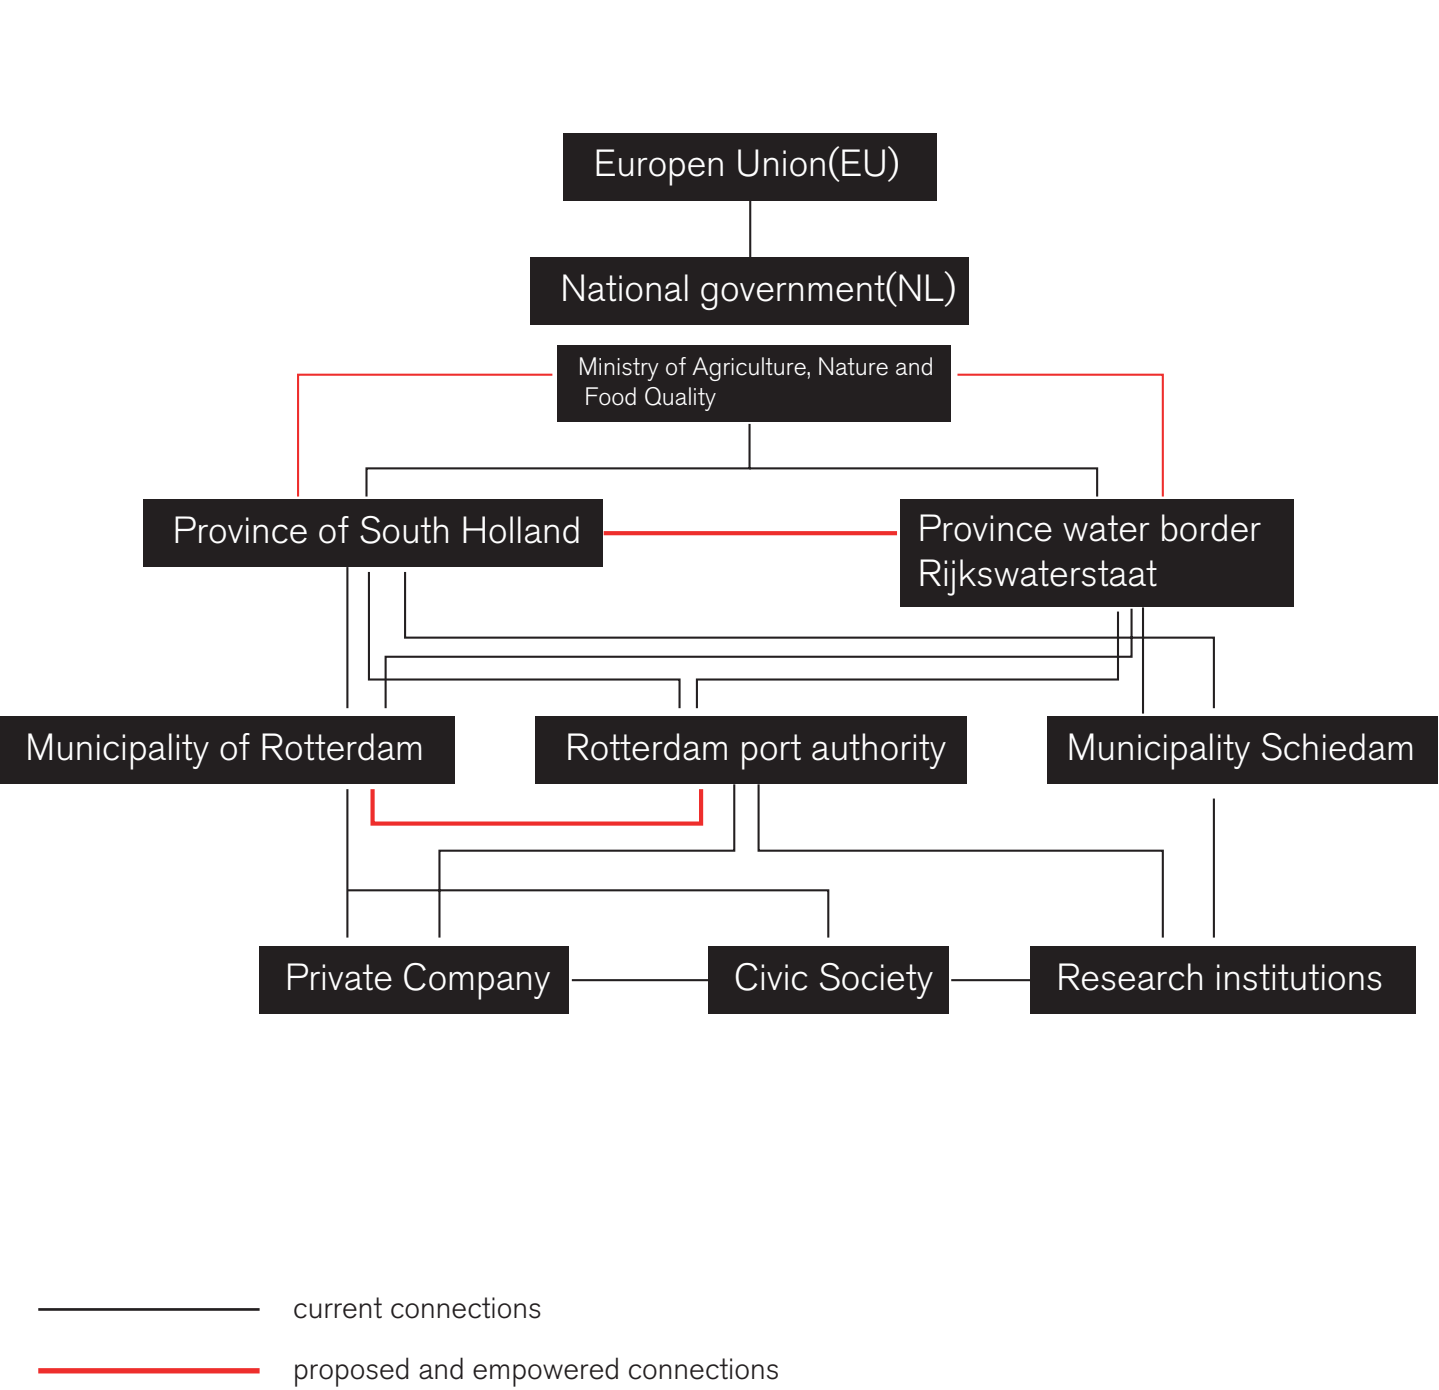 Europen Union(EU)
National government(NL)
Ministry of Agriculture, Nature and
Food Quality
Province of South Holland
Province water border
Rijkswaterstaat
Municipality of Rotterdam
Rotterdam port authority
Municipality Schiedam
Private Company
Civic Society
Research institutions
current connections
proposed and empowered connections